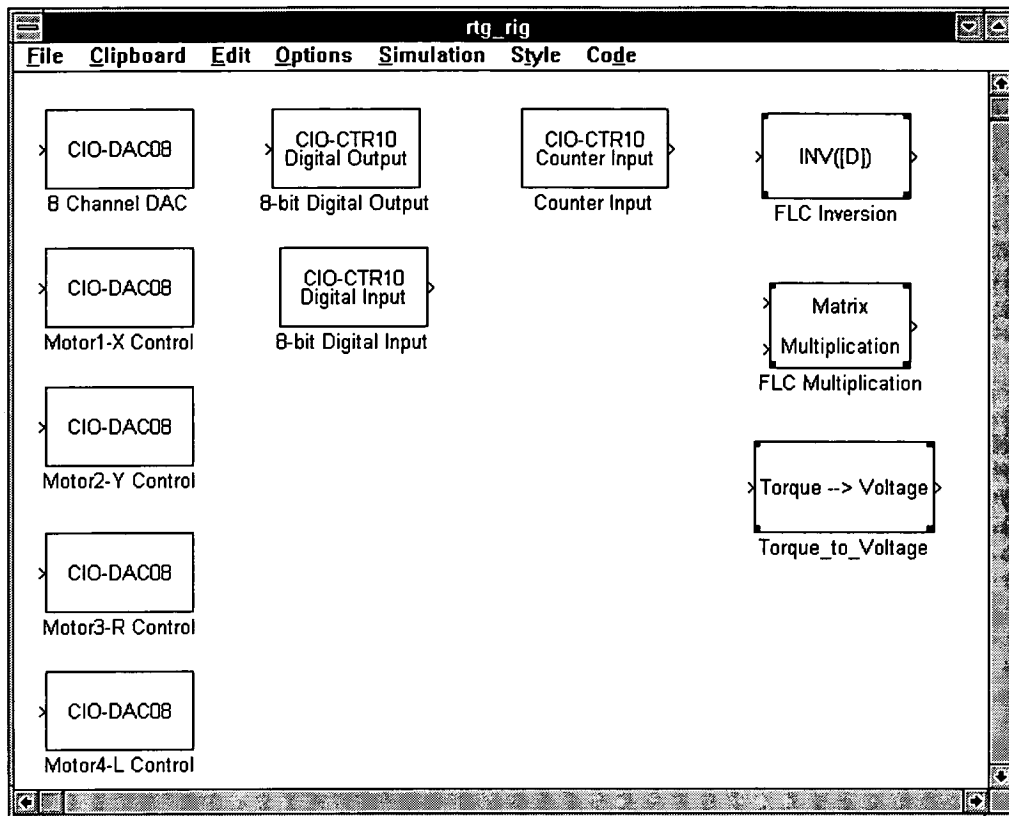 rtg_rig
File Clipboard Edit Options Simulation Style Code
CIO-DAC08
8 Channel DAC
CIO-CTR10
Digital Output
8-bit Digital Output
CIO-CTR10
Counter Input
Counter Input
INV([D])
FLC Inversion
CIO-DAC08
Motor1-X Control
CIO-CTR10
Digital Input
8-bit Digital Input
Matrix
Multiplication
FLC Multiplication
CIO-DAC08
Motor2-Y Control
Torque --> Voltage
Torque_to_Voltage
CIO-DAC08
Motor3-R Control
CIO-DAC08
Motor4-L Control